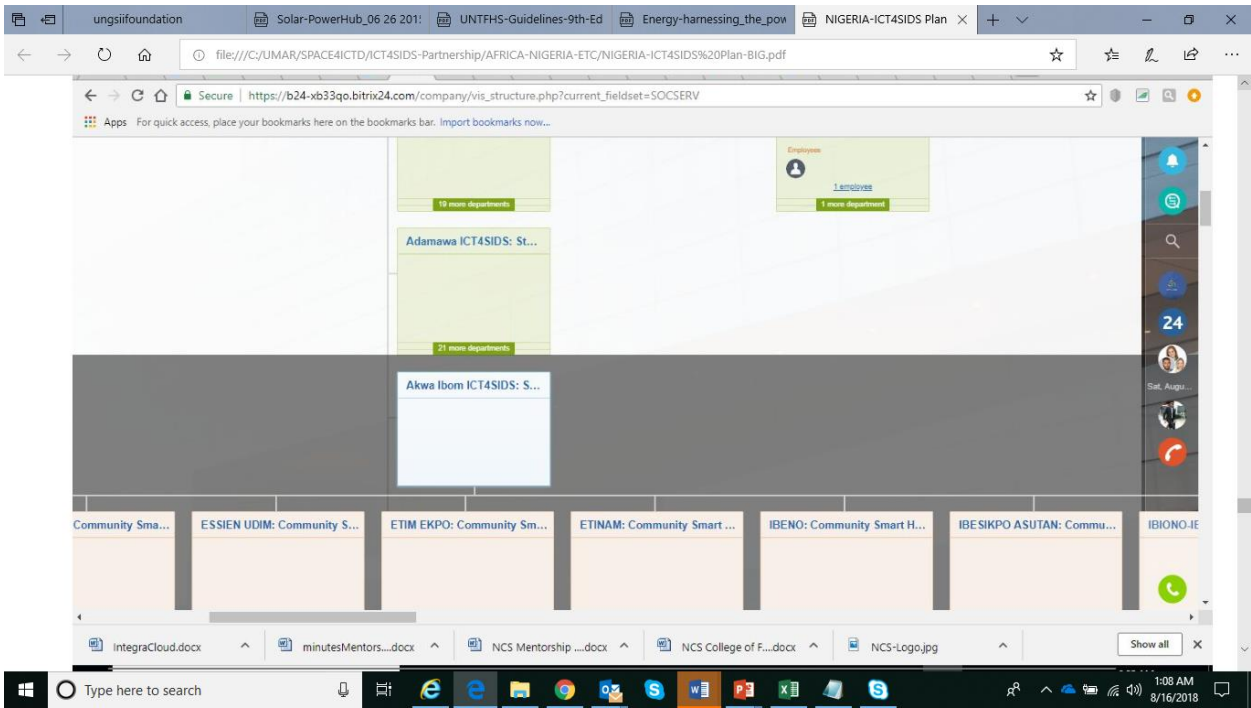 ungsiifoundation
Solar-PowerHub_06 26 201
UNTFHS-Guidelines-9th-Ed
Energy-harnessing_the_pow
NIGERIA-ICT4SIDS Plan
file:///C:/UMAR/SPACE4ICTD/ICT4SIDS-Partnership/AFRICA-NIGERIA-ETC/NIGERIA-ICT4SIDS%20Plan-BIG.pdf
Secure | https://b24-xb33qo.bitrix24.com/company/vis_structure.php?current_fieldset=SOCSERV
Apps For quick access, place your bookmarks here on the bookmarks bar. Import bookmarks now...
Employees
1 employee
19 more departments
1 more department
Adamawa ICT4SIDS: St...
21 more departments
24
Akwa Ibom ICT4SIDS: S...
Sat, Augu...
Community Sma...
ESSIEN UDIM: Community S...
ETIM EKPO: Community Sm...
ETINAM: Community Smart ...
IBENO: Community Smart H...
IBESIKPO ASUTAN: Commu...
IBIONO-IE
IntegraCloud.docx
minutesMentors....docx
NCS Mentorship ....docx
NCS College of F....docx
NCS-Logo.jpg
Show all
Type here to search
1:08 AM
8/16/2018